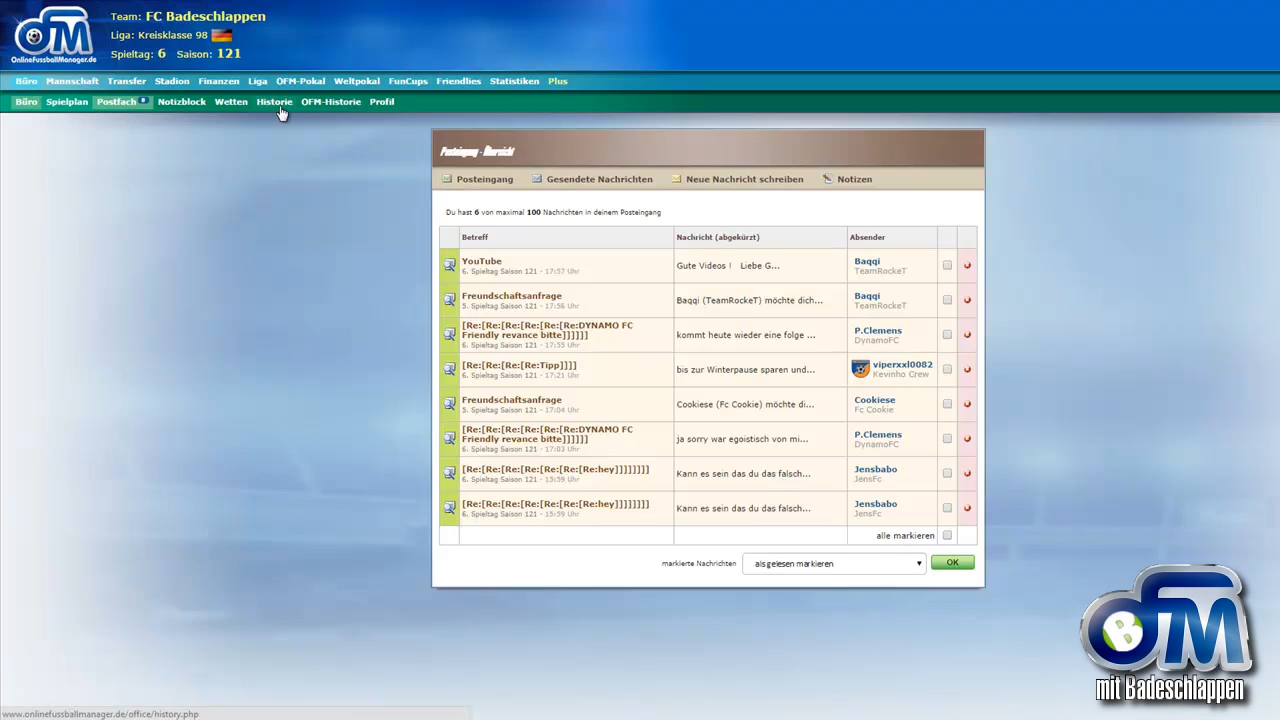 OFM
OnlineFussballManager.de
Team: FC Badeschlappen
Liga: Kreisklasse 98
Spieltag: 6 Saison: 121
Büro Mannschaft Transfer Stadion Finanzen Liga OFM-Pokal Weltpokal FunCups Friendlies Statistiken Plus
Büro Spielplan Postfach Notizblock Wetten Historie OFM-Historie Profil
Posteingang - Übersicht
Posteingang Gesendete Nachrichten Neue Nachricht schreiben Notizen
Du hast 6 von maximal 100 Nachrichten in deinem Posteingang
Betreff Nachricht (abgekürzt) Absender
YouTube
6. Spieltag Saison 121 - 17:57 Uhr
Gute Videos ! Liebe G...
Baqqi
TeamRockeT
Freundschaftsanfrage
5. Spieltag Saison 121 - 17:56 Uhr
Baqqi (TeamRockeT) möchte dich...
Baqqi
TeamRockeT
[Re:[Re:[Re:[Re:[Re:[Re:DYNAMO FC
Friendly revance bitte]]]]]]
6. Spieltag Saison 121 - 17:55 Uhr
kommt heute wieder eine folge ...
P.Clemens
DynamoFC
[Re:[Re:[Re:[Re:Tipp]]]]
6. Spieltag Saison 121 - 17:21 Uhr
bis zur Winterpause sparen und...
viperxxl0082
Kevinho Crew
Freundschaftsanfrage
5. Spieltag Saison 121 - 17:04 Uhr
Cookiese (Fc Cookie) möchte di...
Cookiese
Fc Cookie
[Re:[Re:[Re:[Re:[Re:[Re:DYNAMO FC
Friendly revance bitte]]]]]]
6. Spieltag Saison 121 - 17:03 Uhr
ja sorry war egoistisch von mi...
P.Clemens
DynamoFC
[Re:[Re:[Re:[Re:[Re:[Re:[Re:hey]]]]]]]]
6. Spieltag Saison 121 - 15:59 Uhr
Kann es sein das du das falsch...
Jensbabo
JensFc
[Re:[Re:[Re:[Re:[Re:[Re:[Re:hey]]]]]]]]
6. Spieltag Saison 121 - 15:59 Uhr
Kann es sein das du das falsch...
Jensbabo
JensFc
alle markieren
markierte Nachrichten als gelesen markieren OK
OFM
B
mit Badeschlappen
www.onlinefussballmanager.de/office/history.php